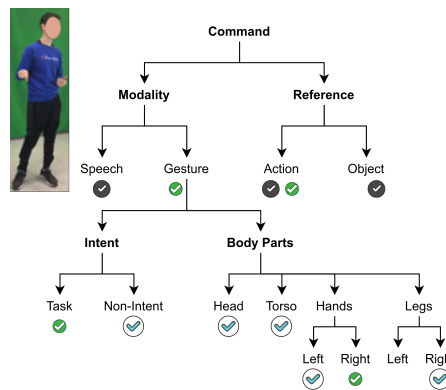 Command
Modality Reference
Speech Gesture Action Object
Intent Body Parts
Task Non-Intent Head Torso Hands Legs
Left Right Left Righ